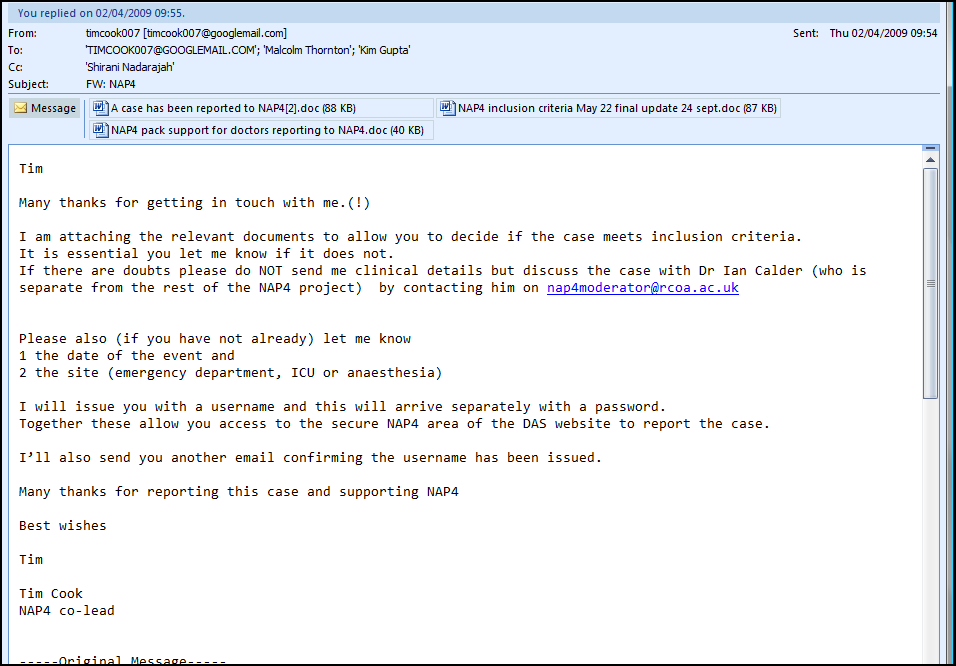 You replied on 02/04/2009 09:55.
From: timcook007 [timcook007@googlemail.com] Sent: Thu 02/04/2009 09:54
To: 'TIMCOOK007@GOOGLEMAIL.COM'; 'Malcolm Thornton'; 'Kim Gupta'
Cc: 'Shirani Nadarajah'
Subject: FW: NAP4
Message A case has been reported to NAP4[2].doc (88 KB) NAP4 inclusion criteria May 22 final update 24 sept.doc (87 KB)
NAP4 pack support for doctors reporting to NAP4.doc (40 KB)
Tim
Many thanks for getting in touch with me.(!)
I am attaching the relevant documents to allow you to decide if the case meets inclusion criteria.
It is essential you let me know if it does not.
If there are doubts please do NOT send me clinical details but discuss the case with Dr Ian Calder (who is
separate from the rest of the NAP4 project)  by contacting him on nap4moderator@rcoa.ac.uk
Please also (if you have not already) let me know
1 the date of the event and
2 the site (emergency department, ICU or anaesthesia)
I will issue you with a username and this will arrive separately with a password.
Together these allow you access to the secure NAP4 area of the DAS website to report the case.
I’ll also send you another email confirming the username has been issued.
Many thanks for reporting this case and supporting NAP4
Best wishes
Tim
Tim Cook
NAP4 co-lead
-----Original Message-----